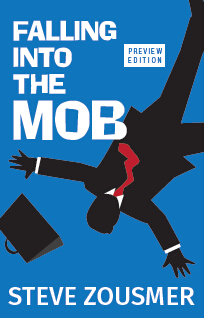 FALLING
INTO
THE
MOB
PREVIEW
EDITION
STEVE ZOUSMER